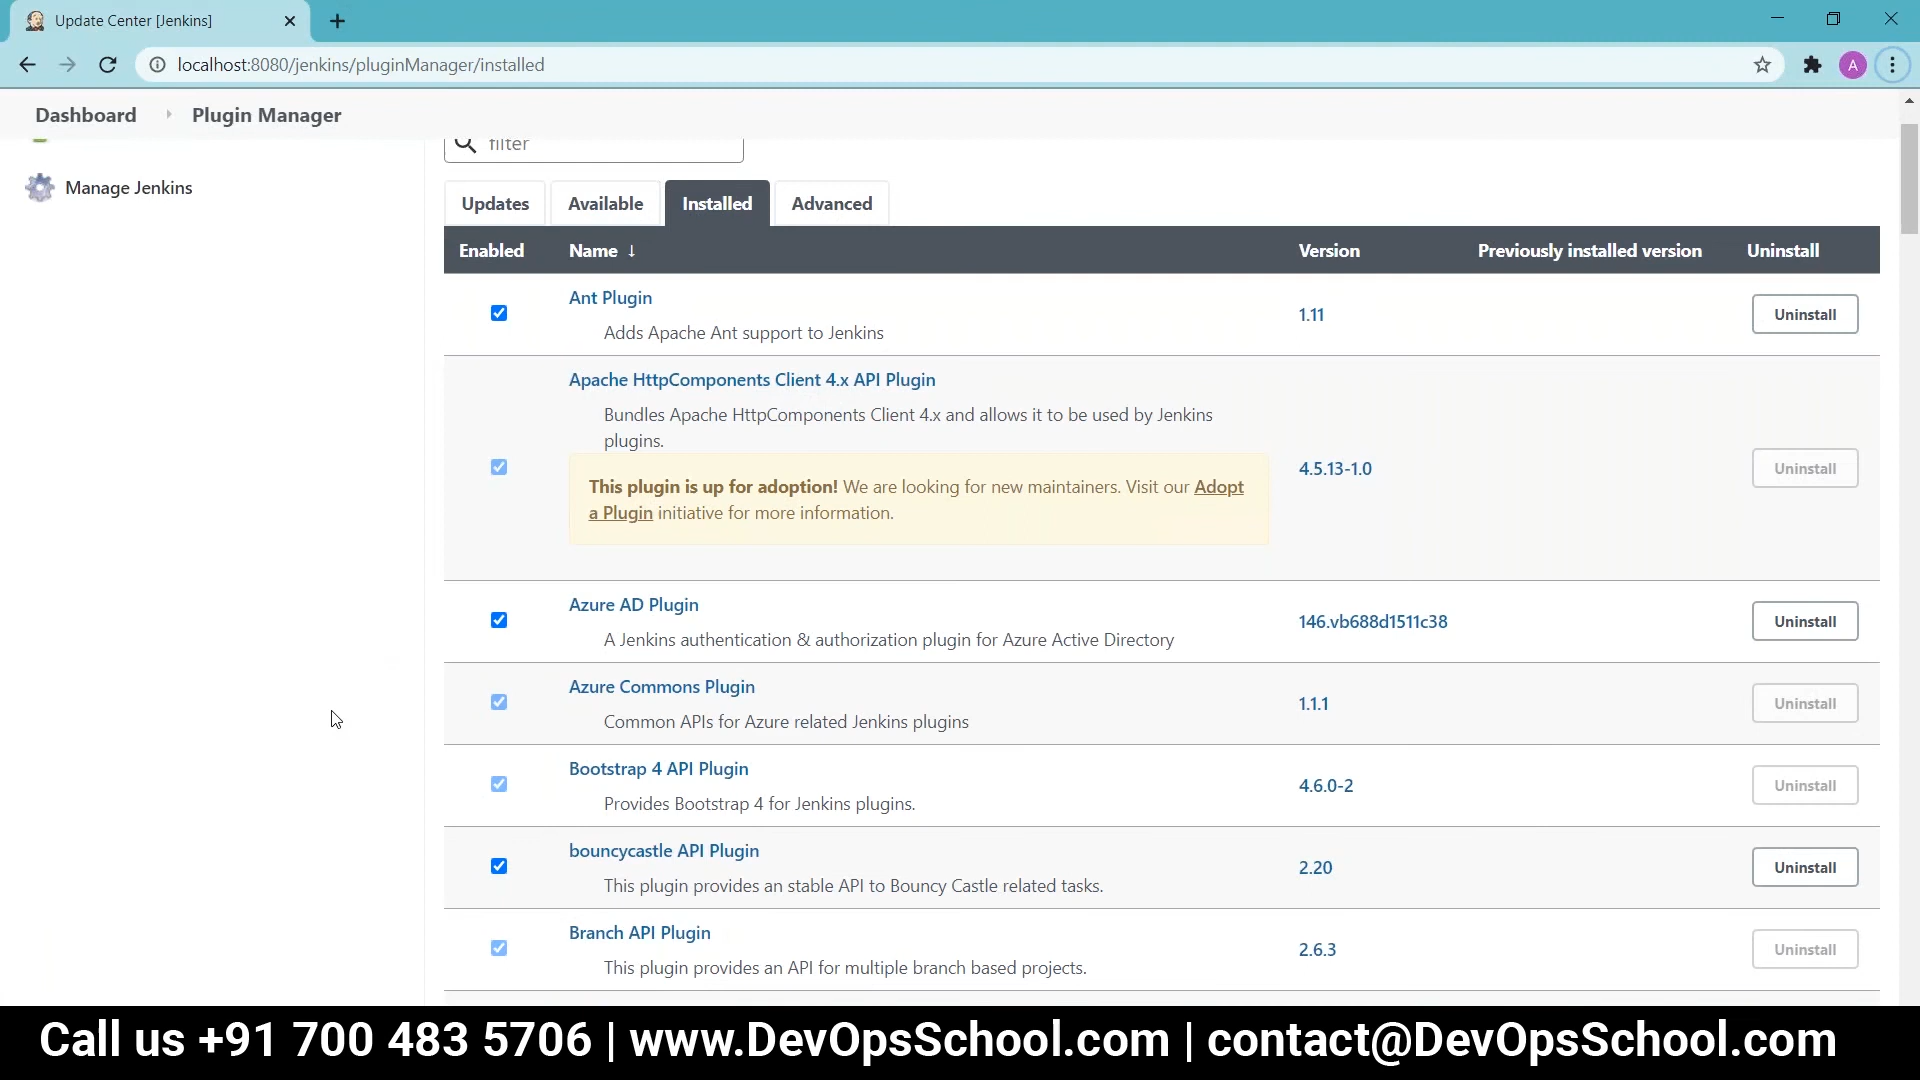 Update Center [Jenkins]
localhost:8080/jenkins/pluginManager/installed
A
Dashboard
Plugin Manager
filter
Manage Jenkins
Updates
Available
Installed
Advanced
Enabled
Name ↓
Version
Previously installed version
Uninstall
Ant Plugin
Adds Apache Ant support to Jenkins
1.11
Uninstall
Apache HttpComponents Client 4.x API Plugin
Bundles Apache HttpComponents Client 4.x and allows it to be used by Jenkins
plugins.
This plugin is up for adoption! We are looking for new maintainers. Visit our Adopt
a Plugin initiative for more information.
4.5.13-1.0
Uninstall
Azure AD Plugin
A Jenkins authentication & authorization plugin for Azure Active Directory
146.vb688d1511c38
Uninstall
Azure Commons Plugin
Common APIs for Azure related Jenkins plugins
1.1.1
Uninstall
Bootstrap 4 API Plugin
Provides Bootstrap 4 for Jenkins plugins.
4.6.0-2
Uninstall
bouncycastle API Plugin
This plugin provides an stable API to Bouncy Castle related tasks.
2.20
Uninstall
Branch API Plugin
This plugin provides an API for multiple branch based projects.
2.6.3
Uninstall
Call us +91 700 483 5706 | www.DevOpsSchool.com | contact@DevOpsSchool.com